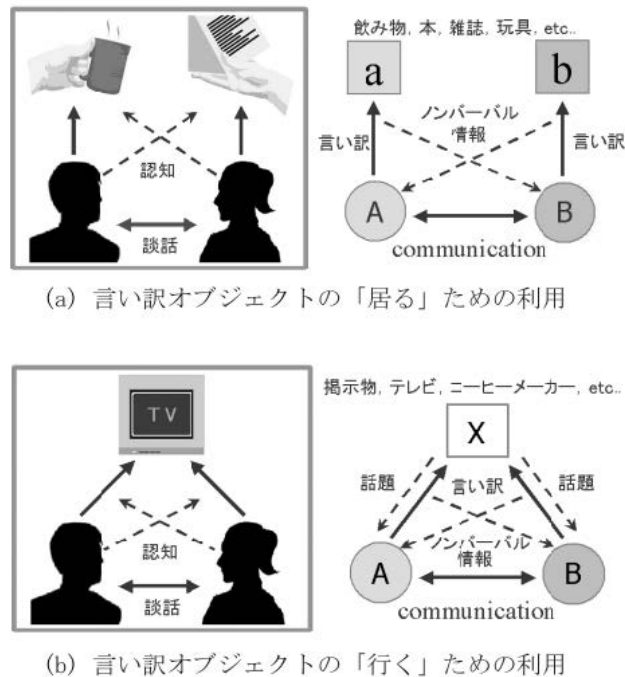 飲み物, 本, 雑誌, 玩具, etc..
a
b
ノンバーバル
情報
言い訳
言い訳
認知
A
B
談話
communication
(a) 言い訳オブジェクトの「居る」ための利用
掲示物, テレビ, コーヒーメーカー, etc..
TV
X
話題
言い訳
話題
認知
ノンバーバル
情報
A
B
談話
communication
(b) 言い訳オブジェクトの「行く」ための利用